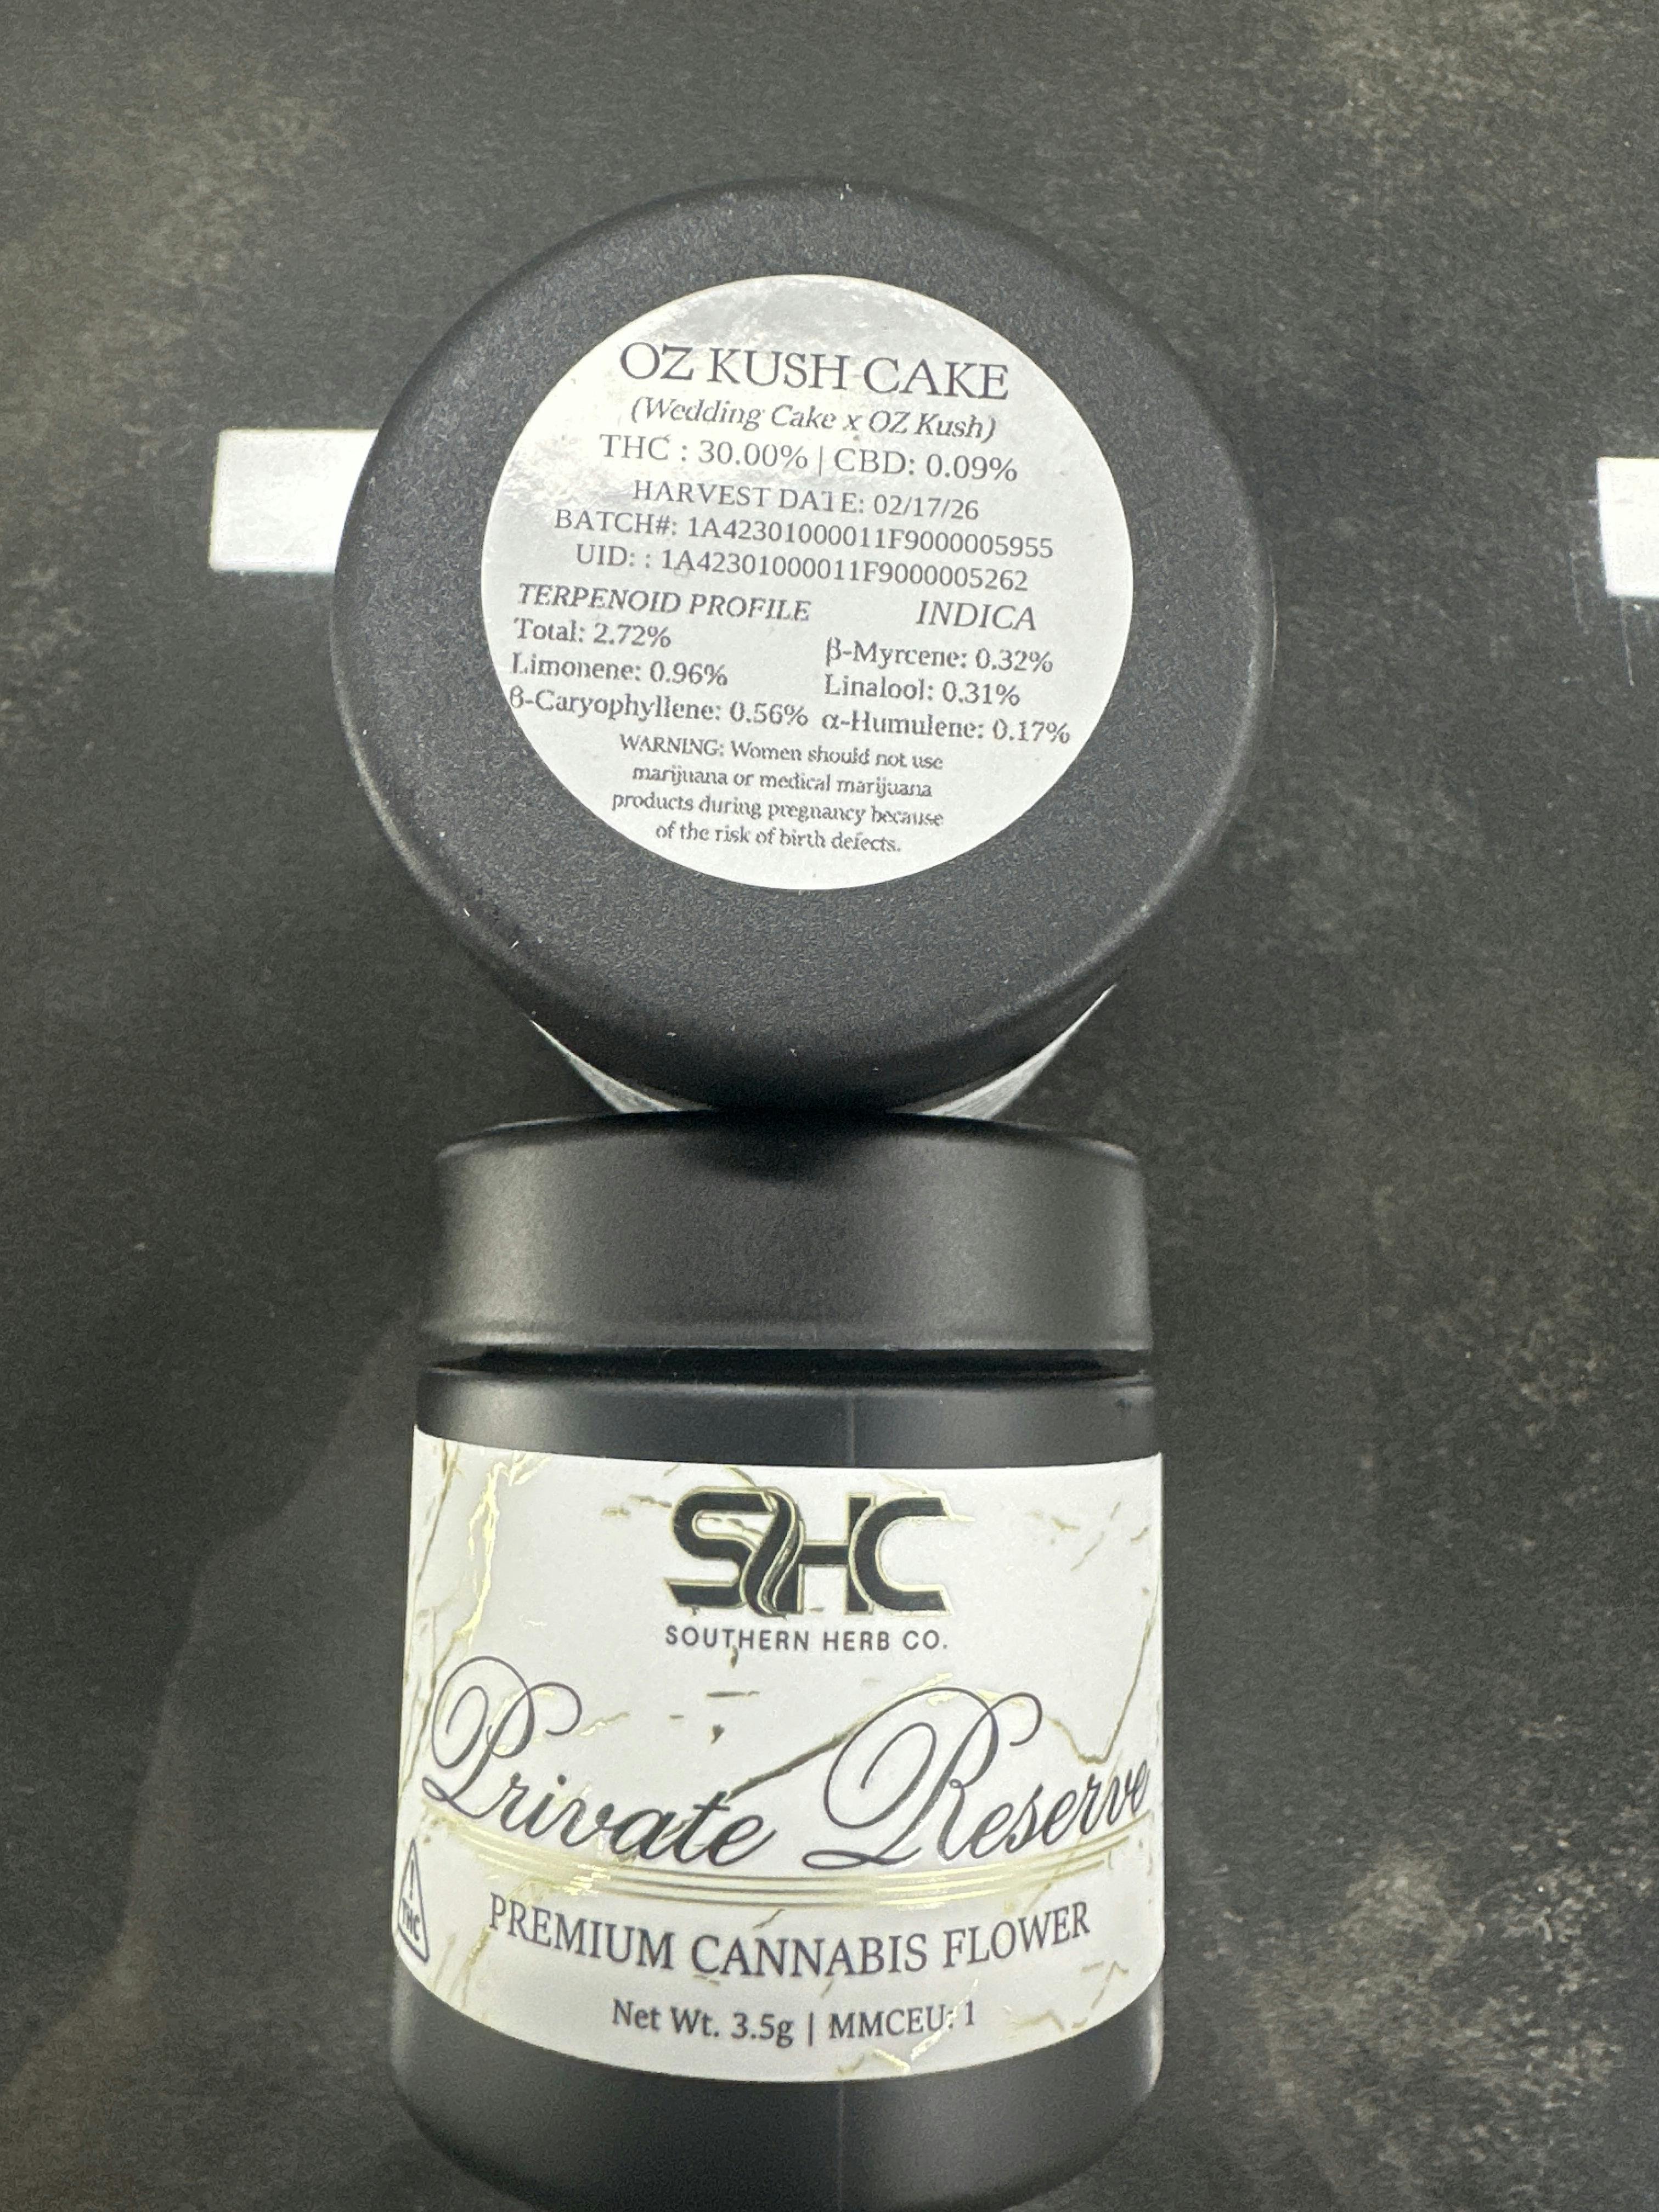 OZ KUSH CAKE
(Wedding Cake x OZ Kush)
THC : 30.00% | CBD: 0.09%
HARVEST DATE: 02/17/26
BATCH#: 1A42301000011F9000005955
UID: : 1A42301000011F9000005262
TERPENOID PROFILE INDICA
Total: 2.72% β-Myrcene: 0.32%
Limonene: 0.96% Linalool: 0.31%
β-Caryophyllene: 0.56% α-Humulene: 0.17%
WARNING: Women should not use
marijuana or medical marijuana
products during pregnancy because
of the risk of birth defects.
SHC
SOUTHERN HERB CO.
Private Reserve
! THC
PREMIUM CANNABIS FLOWER
Net Wt. 3.5g | MMCEU: 1